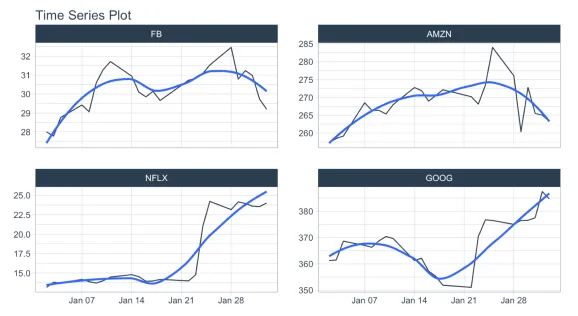 Time Series Plot
FB
AMZN
32
31
30
29
28
285
280
275
270
265
260
NFLX
GOOG
25.0
22.5
20.0
17.5
15.0
380
370
360
350
Jan 07 Jan 14 Jan 21 Jan 28
Jan 07 Jan 14 Jan 21 Jan 28